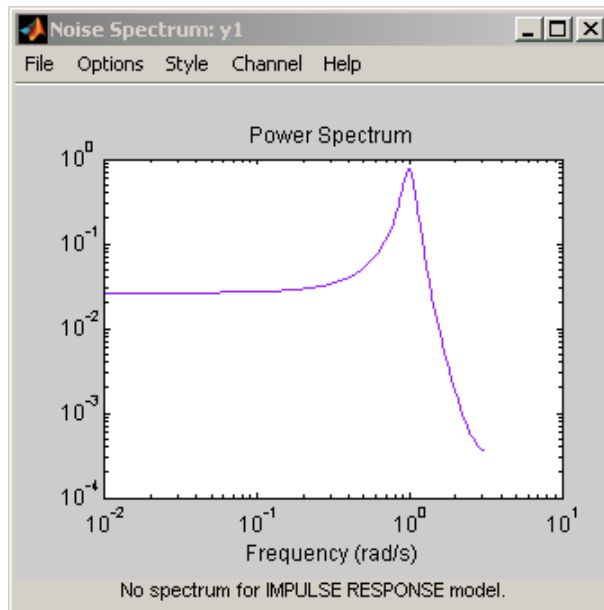 Noise Spectrum: y1
File Options Style Channel Help
Power Spectrum
10^0
10^-1
10^-2
10^-3
10^-4
10^-2 10^-1 10^0 10^1
Frequency (rad/s)
No spectrum for IMPULSE RESPONSE model.